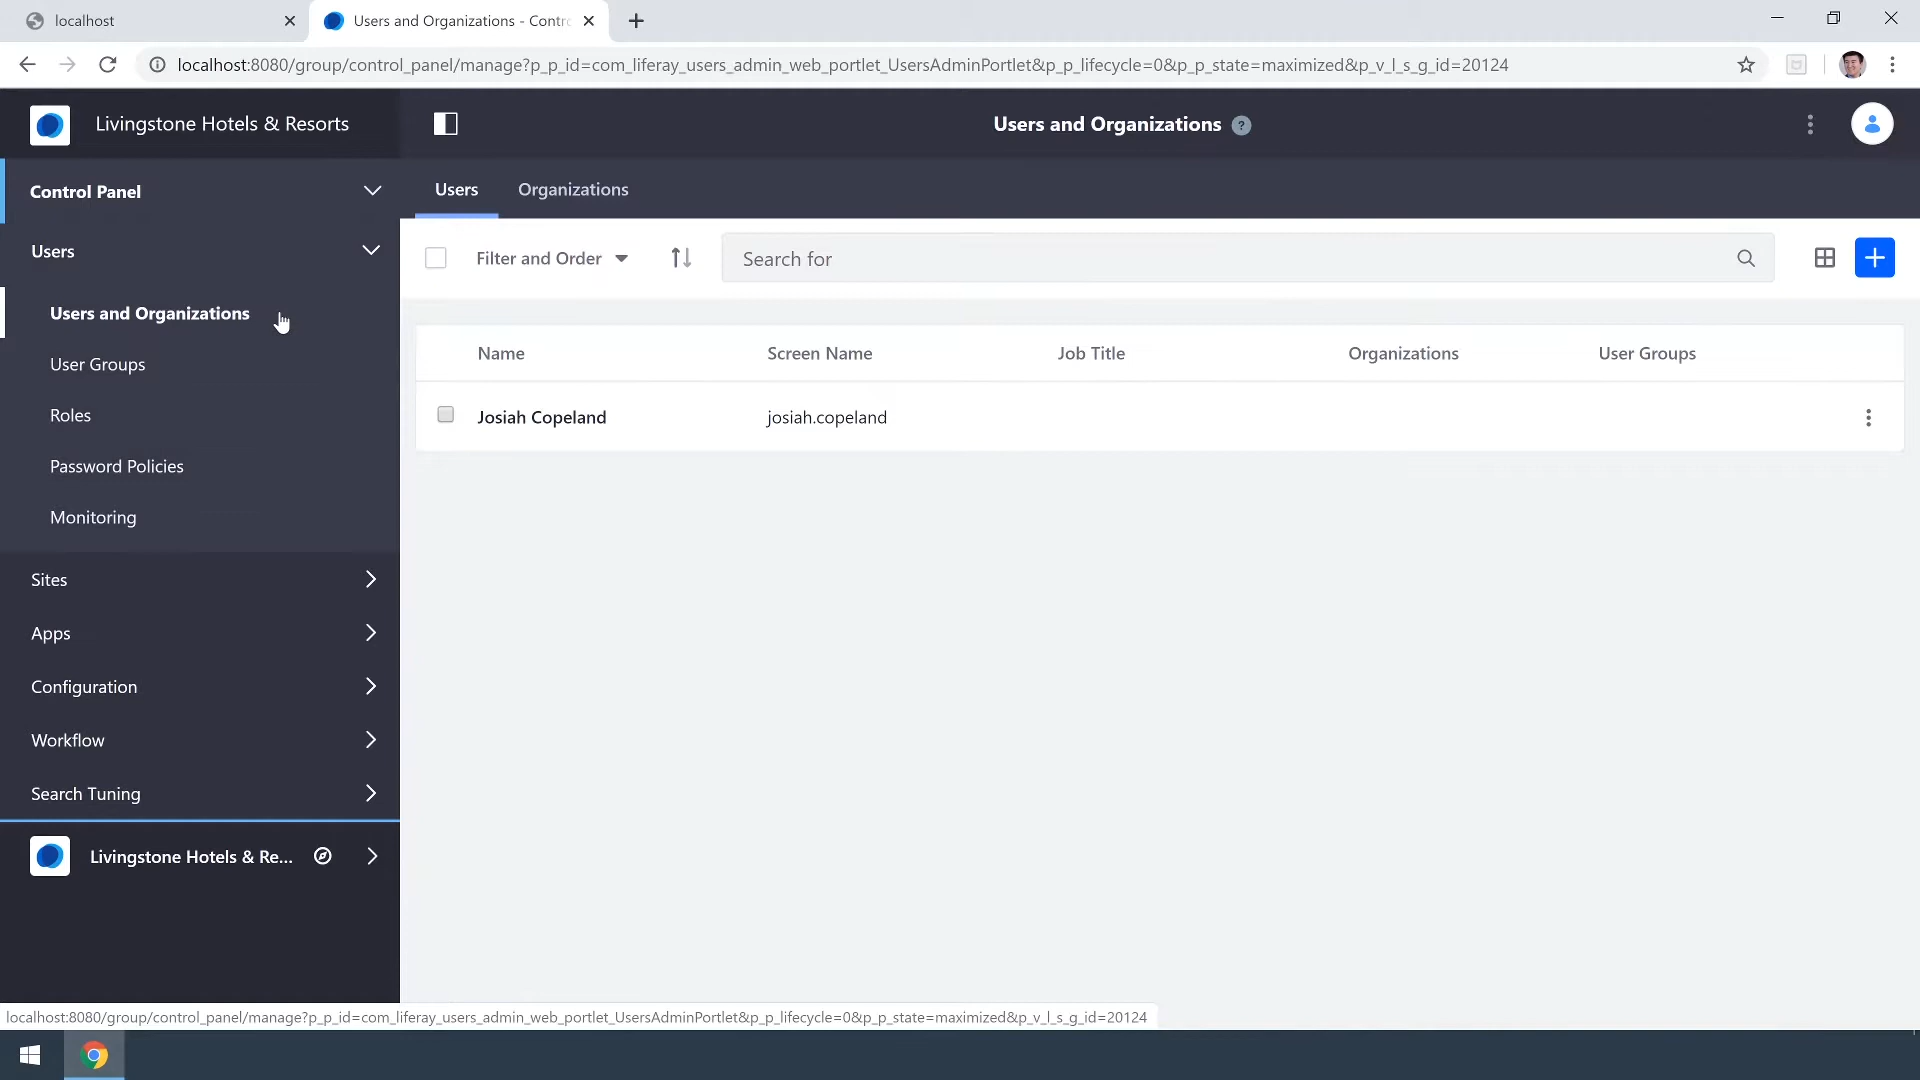 localhost
Users and Organizations - Contro
localhost:8080/group/control_panel/manage?p_p_id=com_liferay_users_admin_web_portlet_UsersAdminPortlet&p_p_lifecycle=0&p_p_state=maximized&p_v_l_s_g_id=20124
Livingstone Hotels & Resorts
Users and Organizations ?
Control Panel
Users
Users and Organizations
User Groups
Roles
Password Policies
Monitoring
Sites
Apps
Configuration
Workflow
Search Tuning
Livingstone Hotels & Re...
Users Organizations
Filter and Order
Search for
Name Screen Name Job Title Organizations User Groups
Josiah Copeland josiah.copeland
localhost:8080/group/control_panel/manage?p_p_id=com_liferay_users_admin_web_portlet_UsersAdminPortlet&p_p_lifecycle=0&p_p_state=maximized&p_v_l_s_g_id=20124